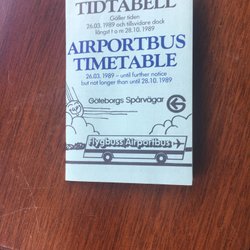 TIDTABELL
Gäller tiden
26.03. 1989 och tillsvidare dock
längst t o m 28.10. 1989
AIRPORTBUS
TIMETABLE
26.03. 1989 – until further notice
but not longer than until 28.10. 1989
Göteborgs Spårvägar
Flygbuss Airportbus